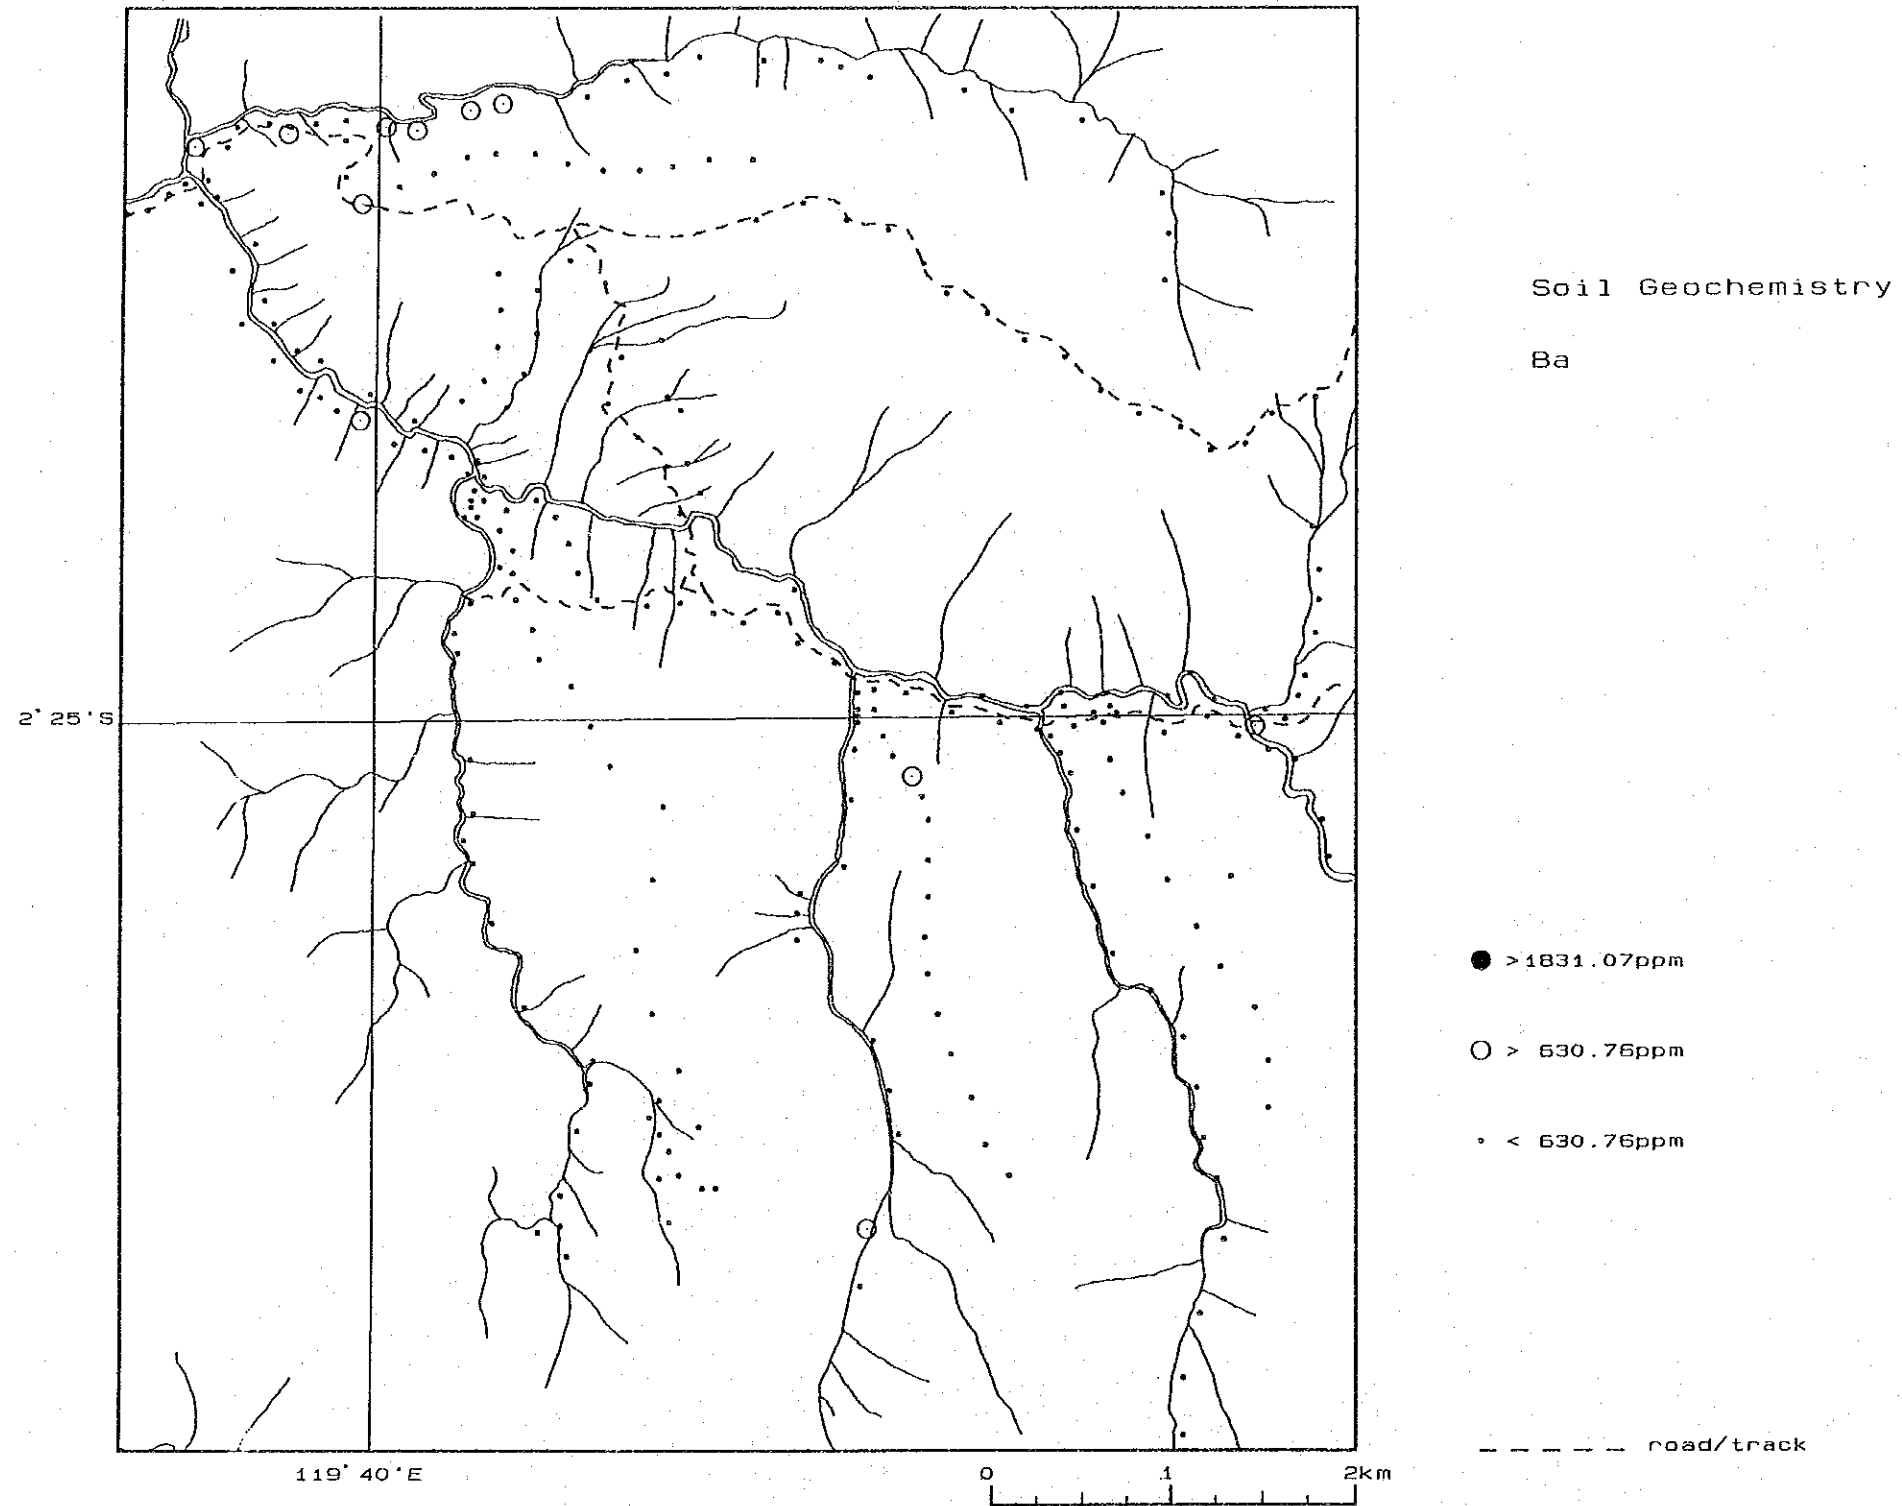 Soil Geochemistry
Ba
2°25'S
>1831.07ppm
> 630.76ppm
< 630.76ppm
road/track
119°40'E
0 1 2km